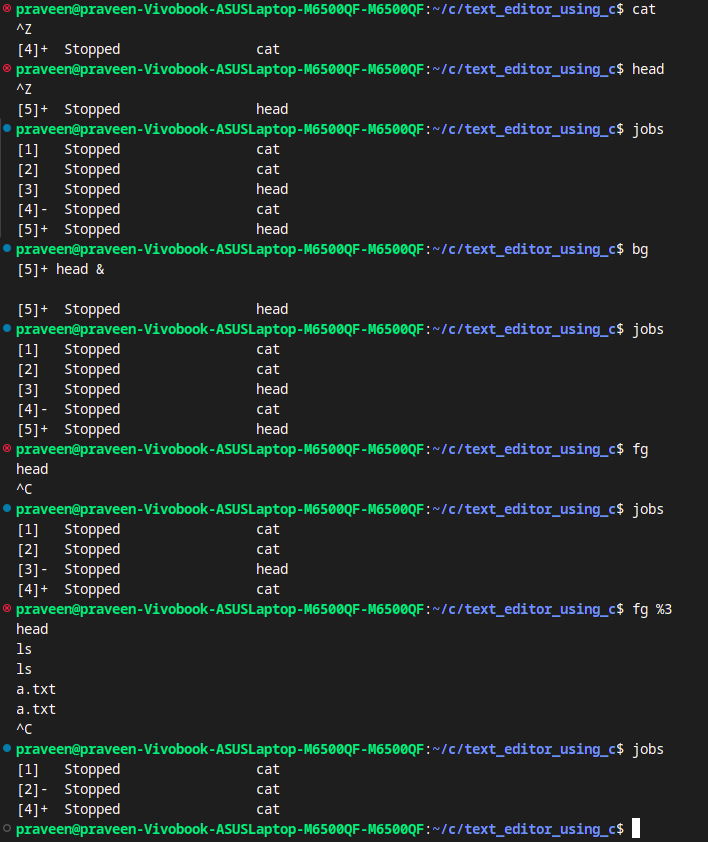 praveen@praveen-Vivobook-ASUSLaptop-M6500QF-M6500QF:~/c/text_editor_using_c$ cat
^Z
[4]+  Stopped                 cat
praveen@praveen-Vivobook-ASUSLaptop-M6500QF-M6500QF:~/c/text_editor_using_c$ head
^Z
[5]+  Stopped                 head
praveen@praveen-Vivobook-ASUSLaptop-M6500QF-M6500QF:~/c/text_editor_using_c$ jobs
[1]   Stopped                 cat
[2]   Stopped                 cat
[3]   Stopped                 head
[4]-  Stopped                 cat
[5]+  Stopped                 head
praveen@praveen-Vivobook-ASUSLaptop-M6500QF-M6500QF:~/c/text_editor_using_c$ bg
[5]+ head &
[5]+  Stopped                 head
praveen@praveen-Vivobook-ASUSLaptop-M6500QF-M6500QF:~/c/text_editor_using_c$ jobs
[1]   Stopped                 cat
[2]   Stopped                 cat
[3]   Stopped                 head
[4]-  Stopped                 cat
[5]+  Stopped                 head
praveen@praveen-Vivobook-ASUSLaptop-M6500QF-M6500QF:~/c/text_editor_using_c$ fg
head
^C
praveen@praveen-Vivobook-ASUSLaptop-M6500QF-M6500QF:~/c/text_editor_using_c$ jobs
[1]   Stopped                 cat
[2]   Stopped                 cat
[3]-  Stopped                 head
[4]+  Stopped                 cat
praveen@praveen-Vivobook-ASUSLaptop-M6500QF-M6500QF:~/c/text_editor_using_c$ fg %3
head
ls
ls
a.txt
a.txt
^C
praveen@praveen-Vivobook-ASUSLaptop-M6500QF-M6500QF:~/c/text_editor_using_c$ jobs
[1]   Stopped                 cat
[2]-  Stopped                 cat
[4]+  Stopped                 cat
praveen@praveen-Vivobook-ASUSLaptop-M6500QF-M6500QF:~/c/text_editor_using_c$